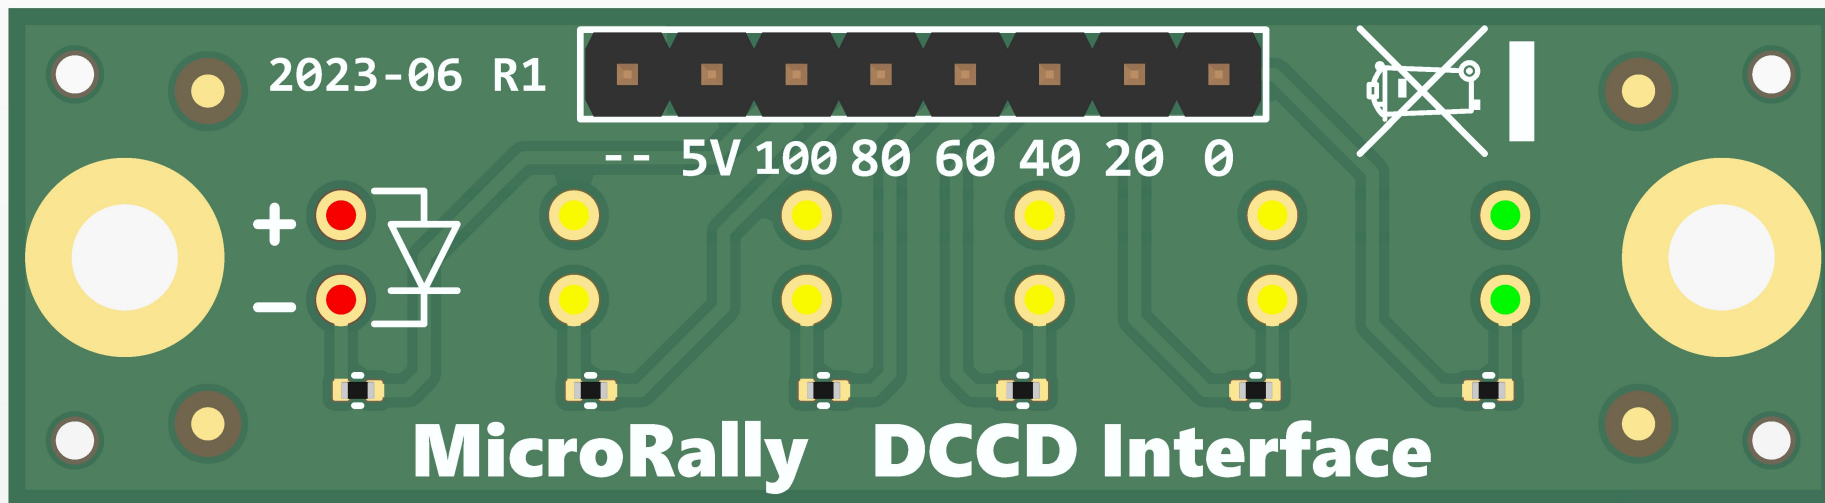 2023-06 R1
-- 5V 100 80 60 40 20 0
+
-
MicroRally DCCD Interface